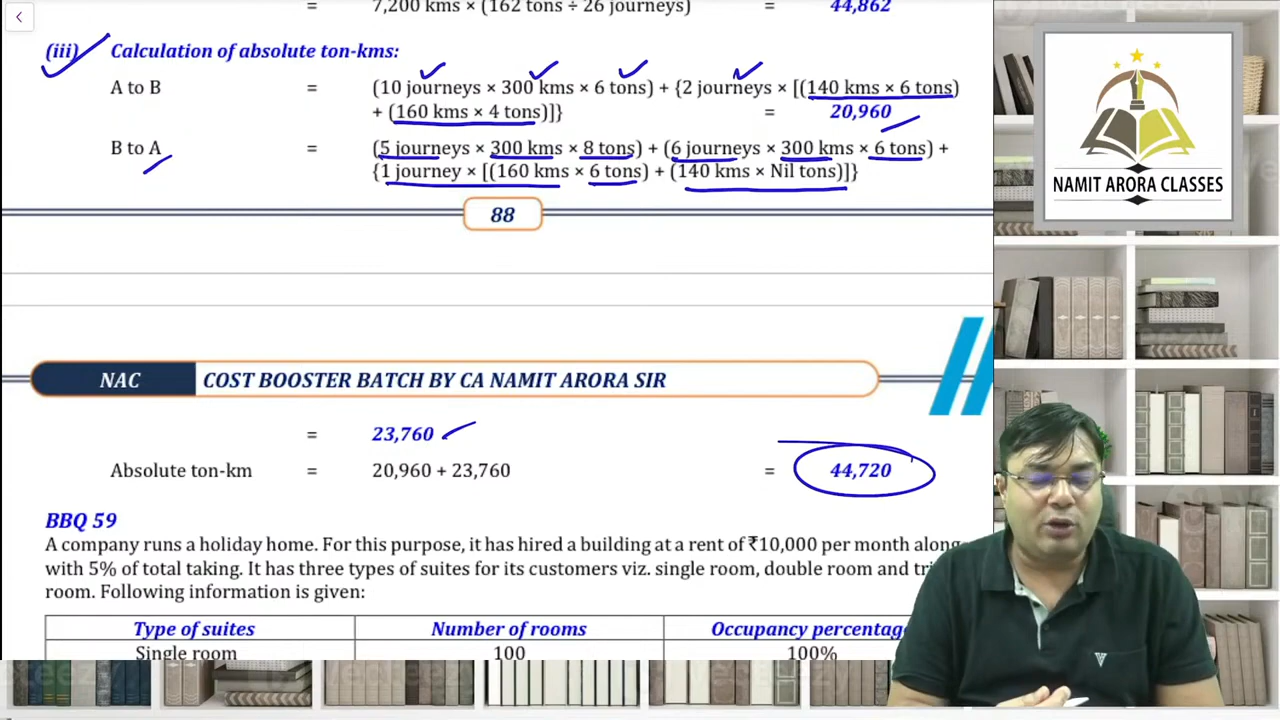 = 7,200 kms × (162 tons ÷ 26 journeys) = 44,862
(iii) Calculation of absolute ton-kms:
A to B = (10 journeys × 300 kms × 6 tons) + {2 journeys × [(140 kms × 6 tons)
+ (160 kms × 4 tons)]} = 20,960
B to A = (5 journeys × 300 kms × 8 tons) + (6 journeys × 300 kms × 6 tons) +
{1 journey × [(160 kms × 6 tons) + (140 kms × Nil tons)]}
88
NAC COST BOOSTER BATCH BY CA NAMIT ARORA SIR
= 23,760
Absolute ton-km = 20,960 + 23,760 = 44,720
BBQ 59
A company runs a holiday home. For this purpose, it has hired a building at a rent of ₹10,000 per month along
with 5% of total taking. It has three types of suites for its customers viz. single room, double room and
room. Following information is given:
Type of suites Number of rooms Occupancy percentag
Single room 100 100%
NAMIT ARORA CLASSES